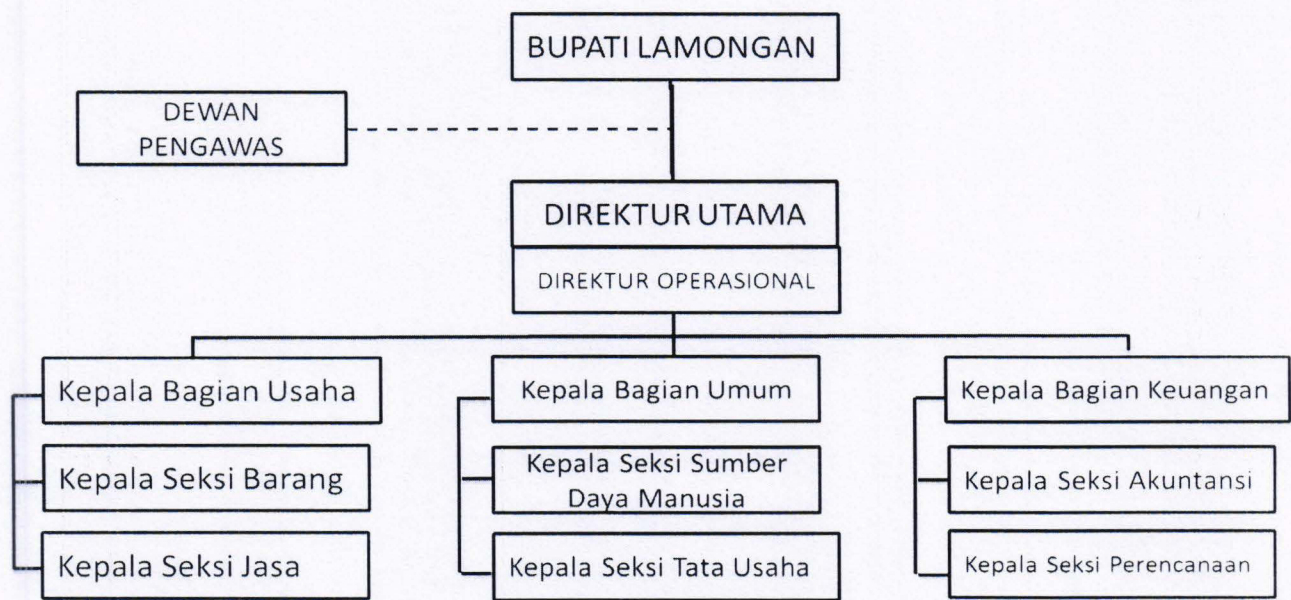 BUPATI LAMONGAN
DEWAN
PENGAWAS
DIREKTUR UTAMA
DIREKTUR OPERASIONAL
Kepala Bagian Usaha
Kepala Bagian Umum
Kepala Bagian Keuangan
Kepala Seksi Barang
Kepala Seksi Sumber
Daya Manusia
Kepala Seksi Akuntansi
Kepala Seksi Jasa
Kepala Seksi Tata Usaha
Kepala Seksi Perencanaan